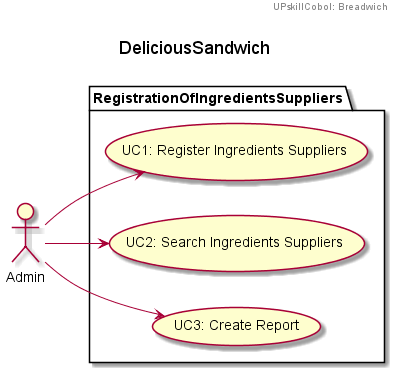 UPskillCobol: Breadwich
DeliciousSandwich
RegistrationOfIngredientsSuppliers
UC1: Register Ingredients Suppliers
UC2: Search Ingredients Suppliers
Admin
UC3: Create Report